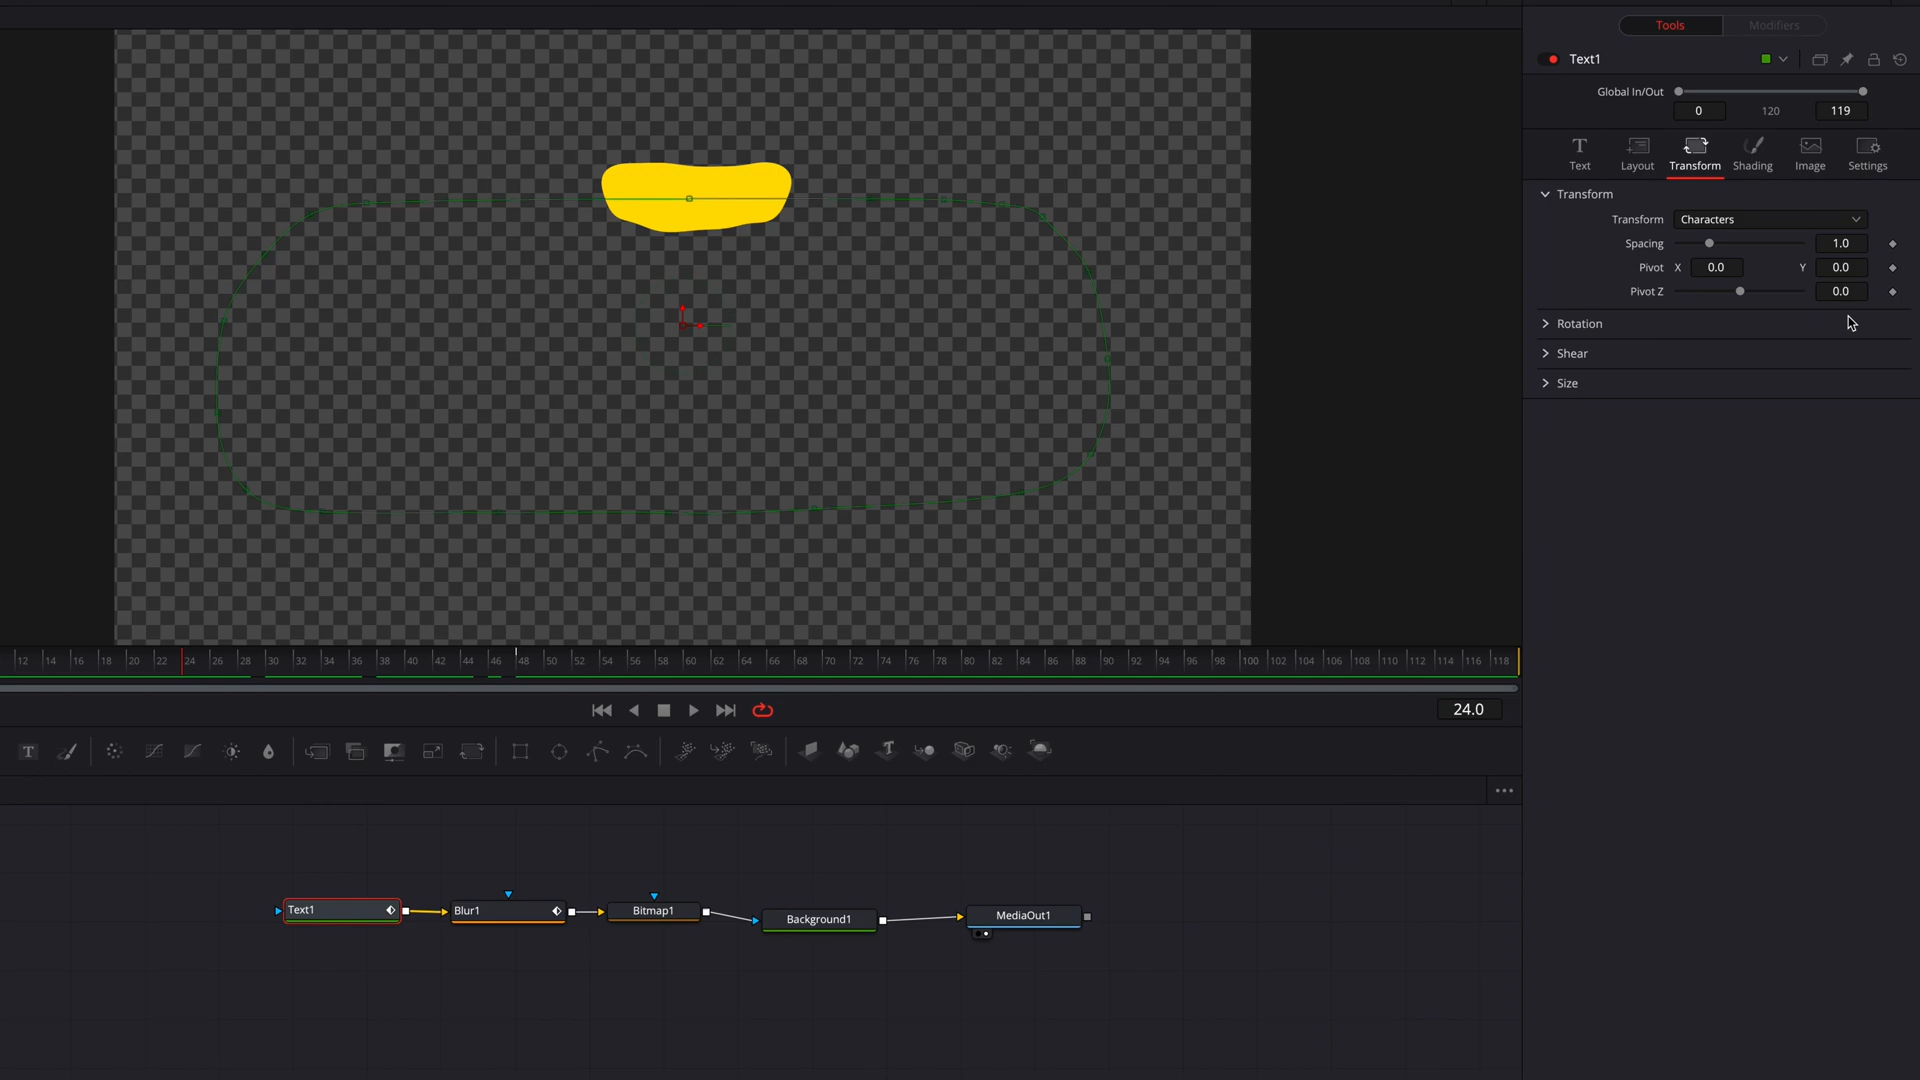 Tools Modifiers
Text1
Global In/Out
0 120 119
Text Layout Transform Shading Image Settings
Transform
Transform Characters
Spacing 1.0
Pivot X 0.0 Y 0.0
Pivot Z 0.0
Rotation
Shear
Size
12 14 16 18 20 22 24 26 28 30 32 34 36 38 40 42 44 46 48 50 52 54 56 58 60 62 64 66 68 70 72 74 76 78 80 82 84 86 88 90 92 94 96 98 100 102 104 106 108 110 112 114 116 118
24.0
Text1 Blur1 Bitmap1 Background1 MediaOut1